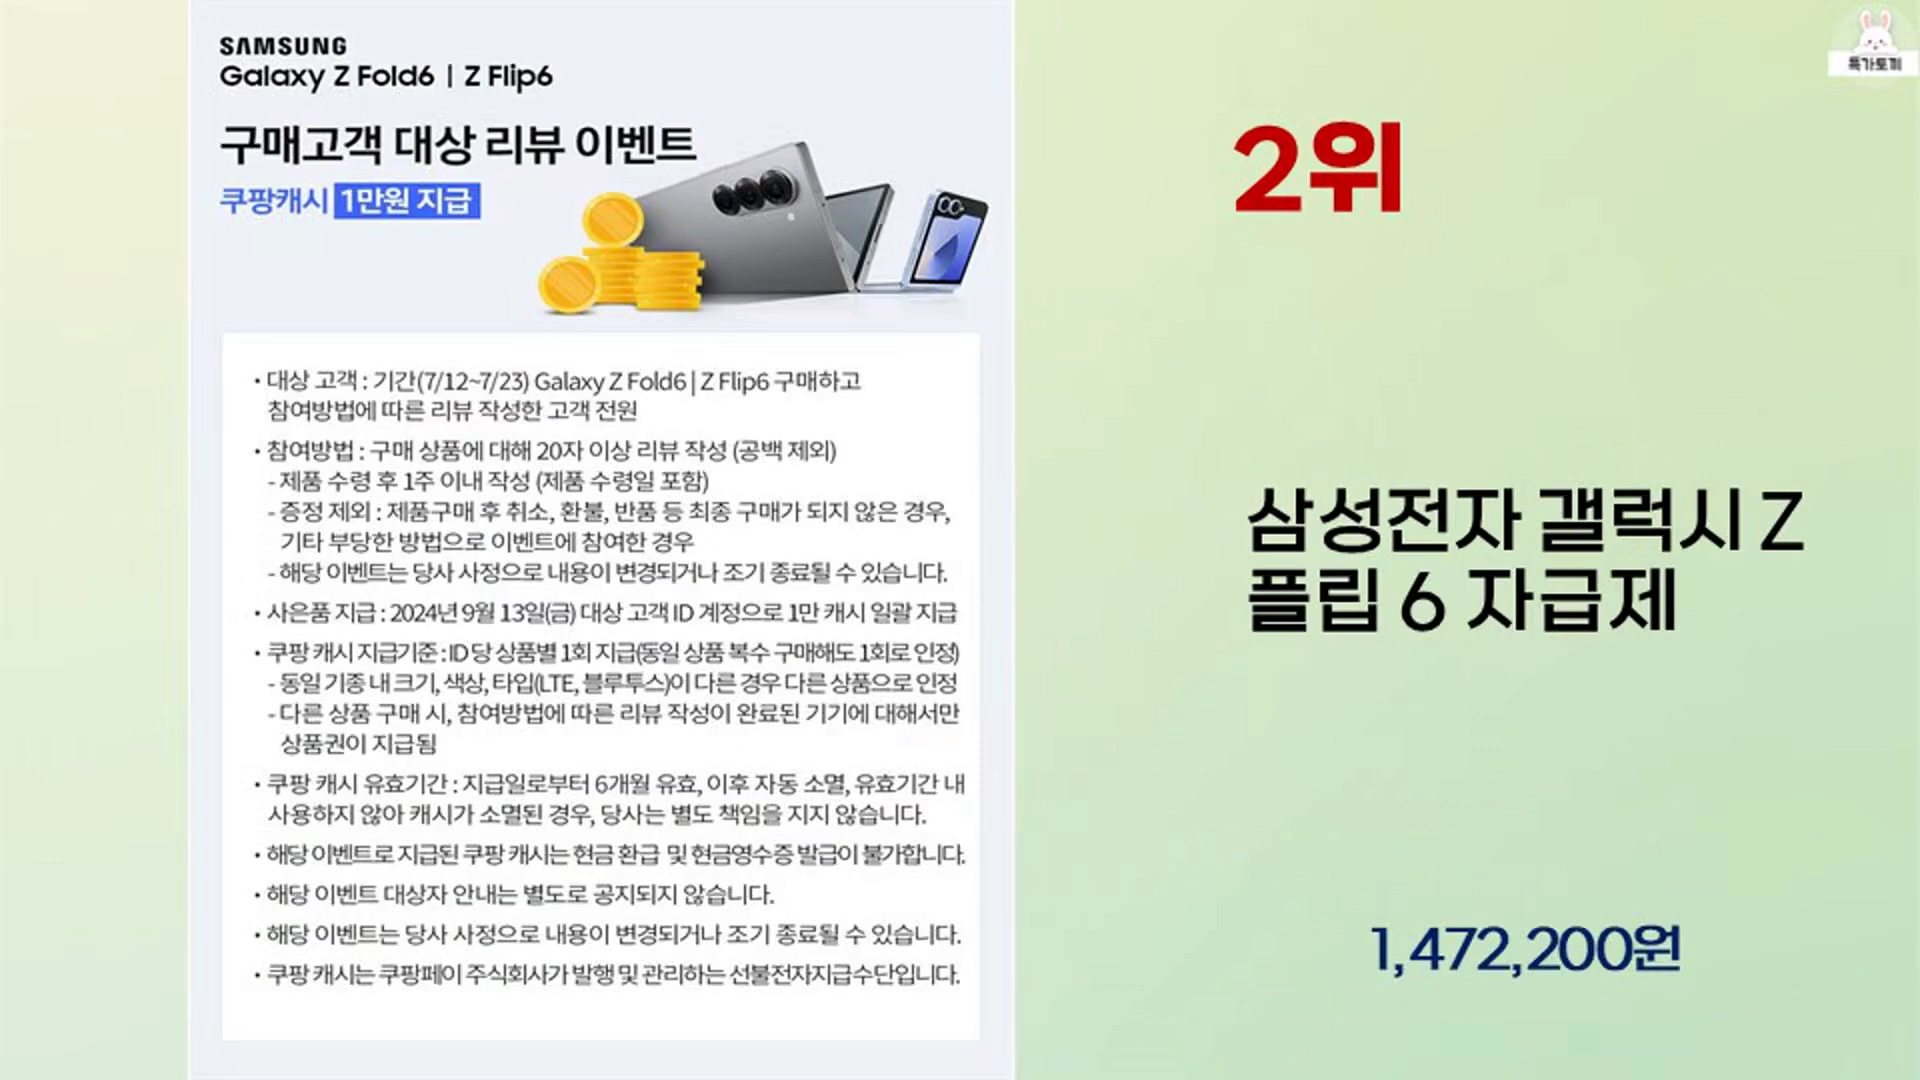 SAMSUNG
Galaxy Z Fold6 | Z Flip6
구매고객 대상 리뷰 이벤트
쿠팡캐시 1만원 지급
• 대상 고객 : 기간(7/12~7/23) Galaxy Z Fold6 | Z Flip6 구매하고
참여방법에 따른 리뷰 작성한 고객 전원
• 참여방법 : 구매 상품에 대해 20자 이상 리뷰 작성 (공백 제외)
- 제품 수령 후 1주 이내 작성 (제품 수령일 포함)
- 증정 제외 : 제품구매 후 취소, 환불, 반품 등 최종 구매가 되지 않은 경우,
기타 부당한 방법으로 이벤트에 참여한 경우
- 해당 이벤트는 당사 사정으로 내용이 변경되거나 조기 종료될 수 있습니다.
• 사은품 지급 : 2024년 9월 13일(금) 대상 고객 ID 계정으로 1만 캐시 일괄 지급
• 쿠팡 캐시 지급기준 : ID 당 상품별 1회 지급(동일 상품 복수 구매해도 1회로 인정)
- 동일 기종 내 크기, 색상, 타입(LTE, 블루투스)이 다른 경우 다른 상품으로 인정
- 다른 상품 구매 시, 참여방법에 따른 리뷰 작성이 완료된 기기에 대해서만
상품권이 지급됨
• 쿠팡 캐시 유효기간 : 지급일로부터 6개월 유효, 이후 자동 소멸, 유효기간 내
사용하지 않아 캐시가 소멸된 경우, 당사는 별도 책임을 지지 않습니다.
• 해당 이벤트로 지급된 쿠팡 캐시는 현금 환급 및 현금영수증 발급이 불가합니다.
• 해당 이벤트 대상자 안내는 별도로 공지되지 않습니다.
• 해당 이벤트는 당사 사정으로 내용이 변경되거나 조기 종료될 수 있습니다.
• 쿠팡 캐시는 쿠팡페이 주식회사가 발행 및 관리하는 선불전자지급수단입니다.
특가토끼
2위
삼성전자 갤럭시 Z
플립 6 자급제
1,472,200원